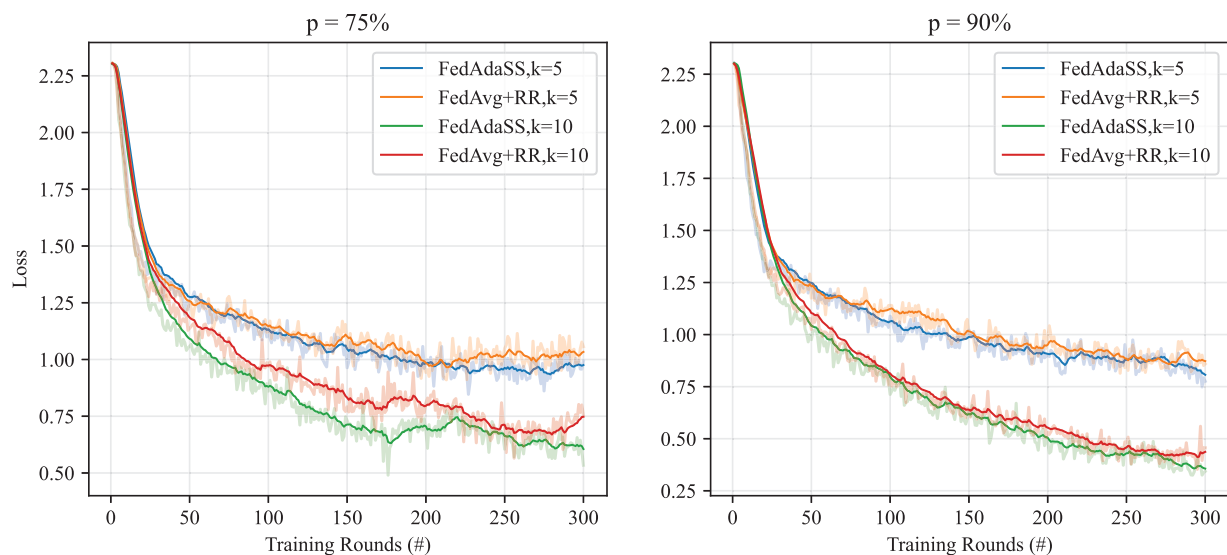 p = 75%
Loss
2.25
2.00
1.75
1.50
1.25
1.00
0.75
0.50
0
50
100
150
200
250
300
Training Rounds (#)
FedAdaSS,k=5
FedAvg+RR,k=5
FedAdaSS,k=10
FedAvg+RR,k=10
p = 90%
2.25
2.00
1.75
1.50
1.25
1.00
0.75
0.50
0.25
0
50
100
150
200
250
300
Training Rounds (#)
FedAdaSS,k=5
FedAvg+RR,k=5
FedAdaSS,k=10
FedAvg+RR,k=10